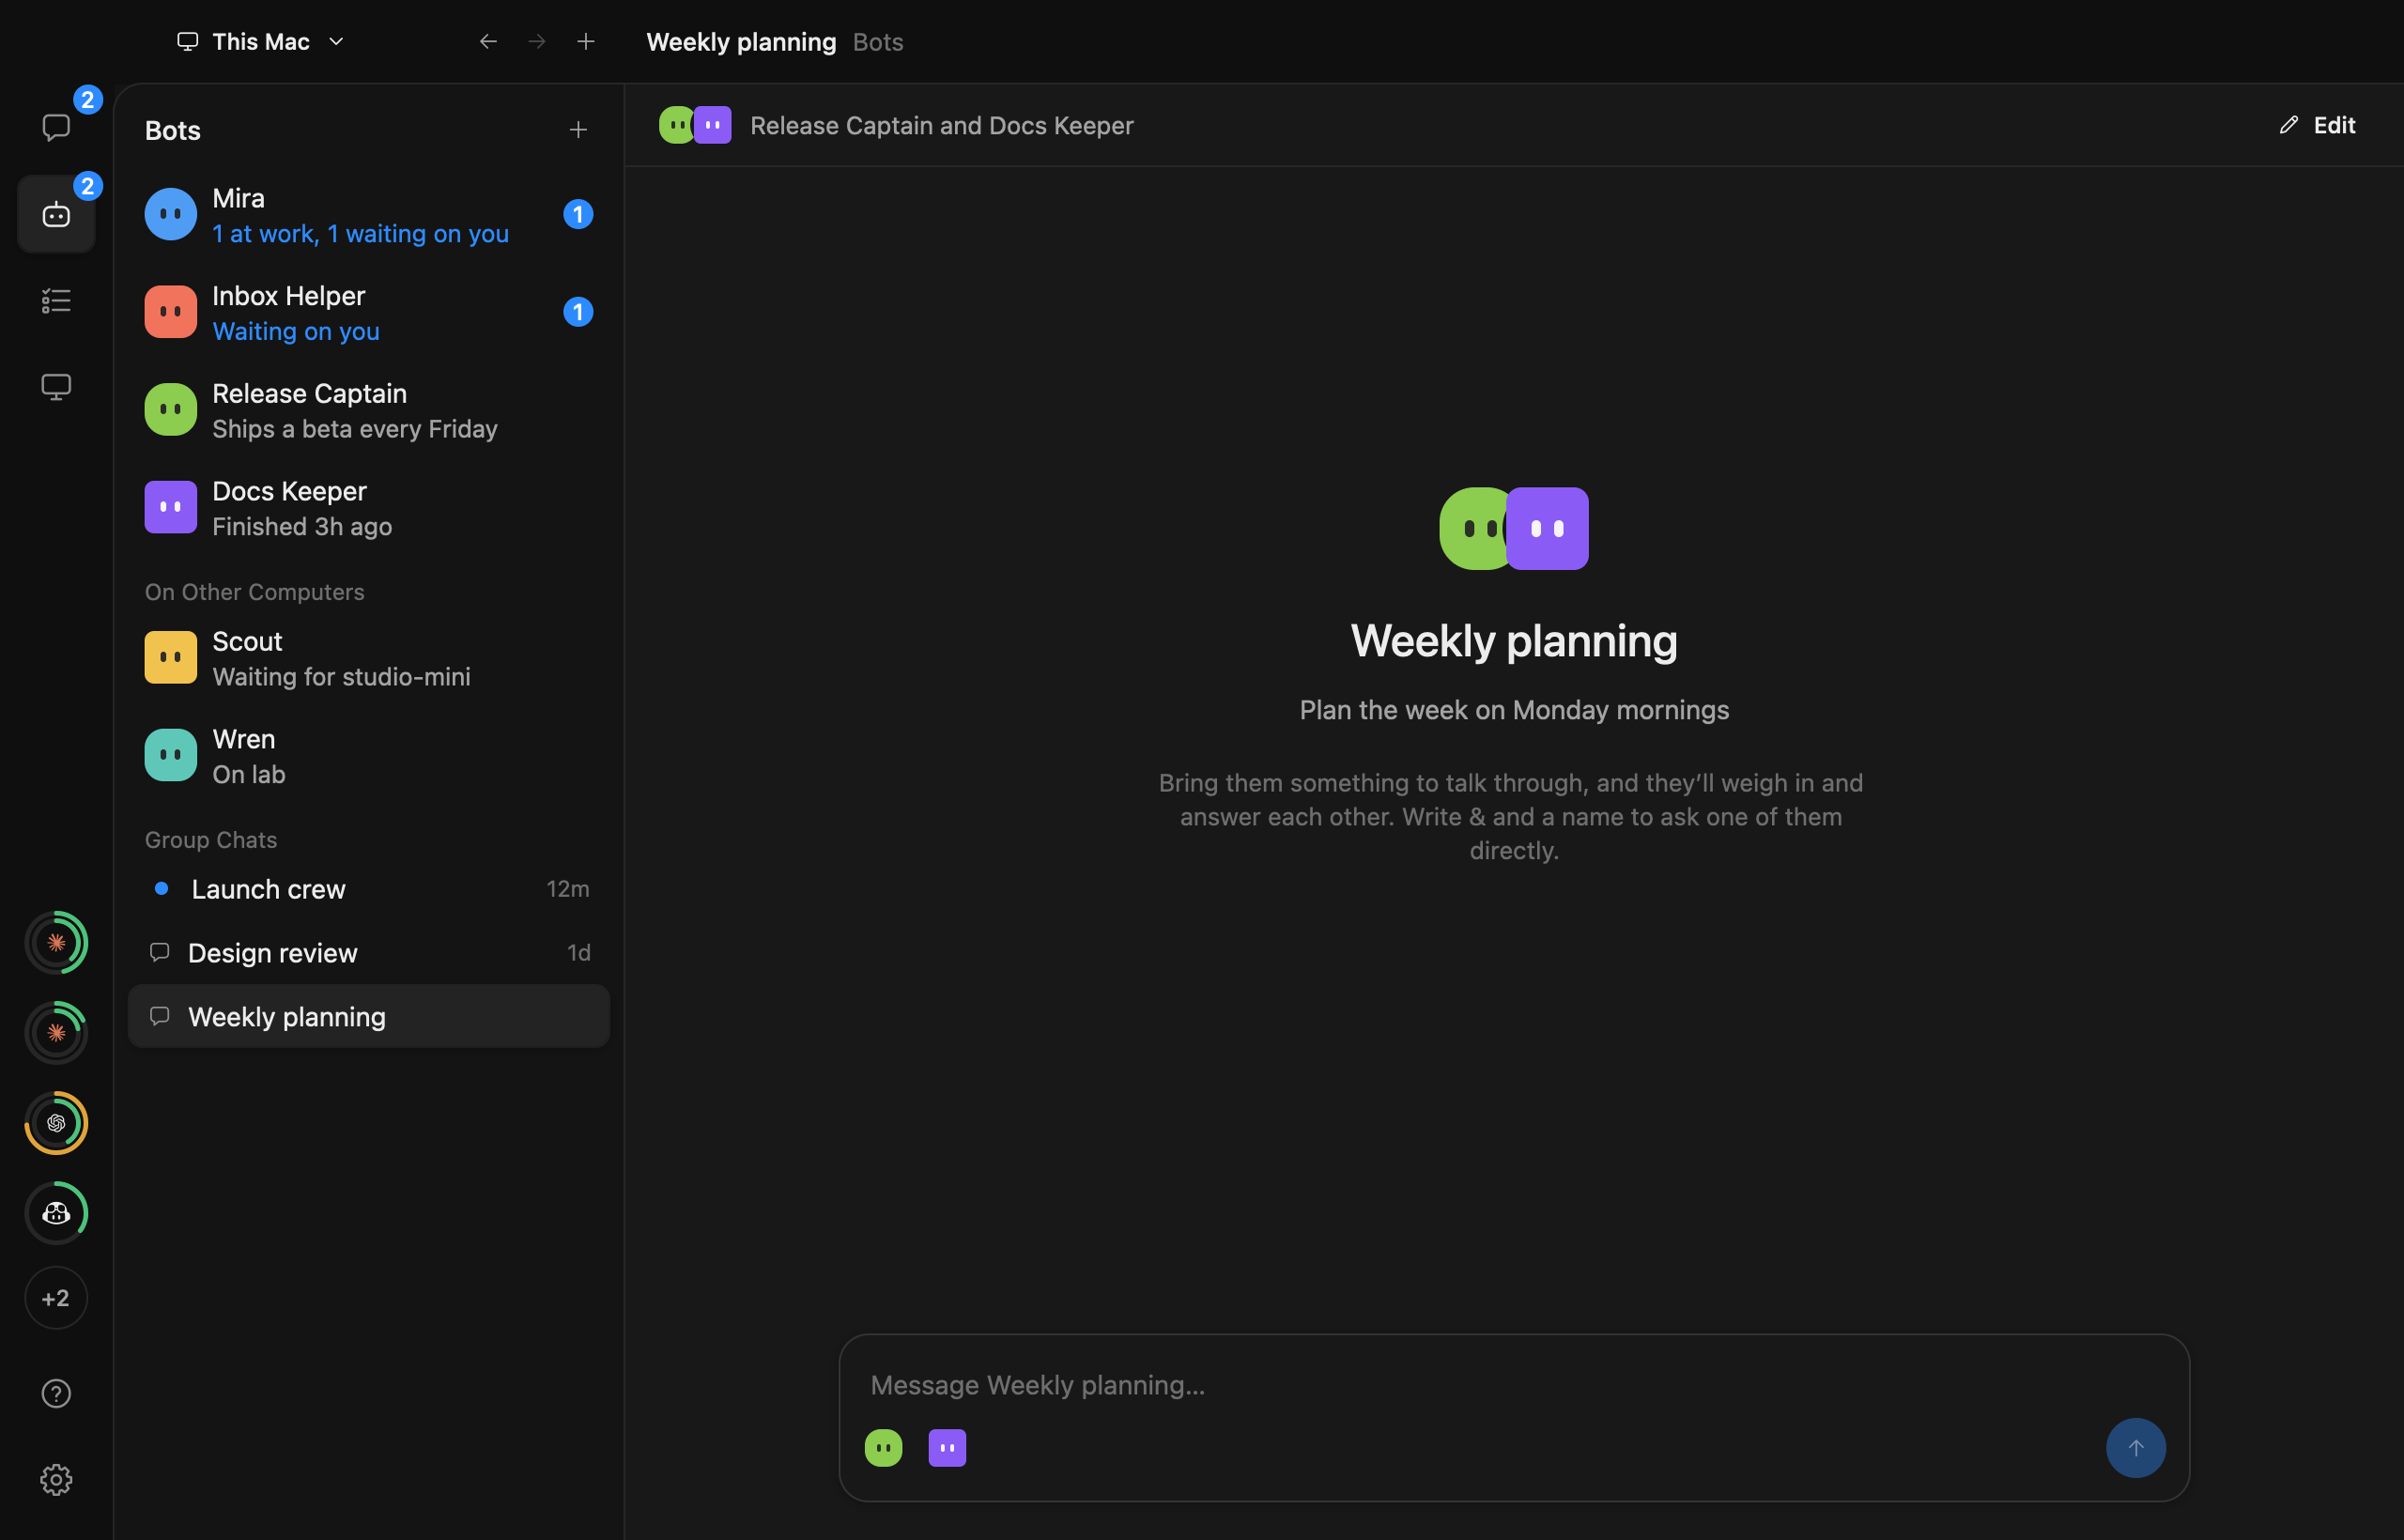 This Mac
Weekly planning Bots
2
2
Bots
Mira
1 at work, 1 waiting on you
1
Inbox Helper
Waiting on you
1
Release Captain
Ships a beta every Friday
Docs Keeper
Finished 3h ago
On Other Computers
Scout
Waiting for studio-mini
Wren
On lab
Group Chats
Launch crew 12m
Design review 1d
Weekly planning
+2
Release Captain and Docs Keeper
Edit
Weekly planning
Plan the week on Monday mornings
Bring them something to talk through, and they’ll weigh in and
answer each other. Write & and a name to ask one of them
directly.
Message Weekly planning...